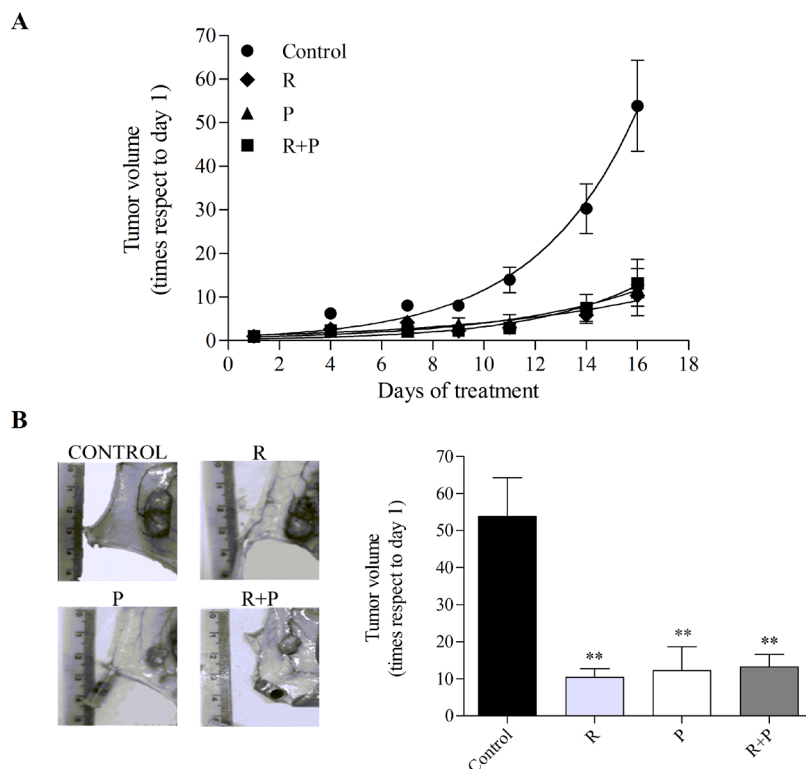 A
Tumor volume
(times respect to day 1)
70
60
50
40
30
20
10
0
Control
R
P
R+P
0 2 4 6 8 10 11 14 16 18
Days of treatment
B
CONTROL R
P R+P
Tumor volume
(times respect to day 1)
70
60
50
40
30
20
10
0
** ** **
Control R P R+P